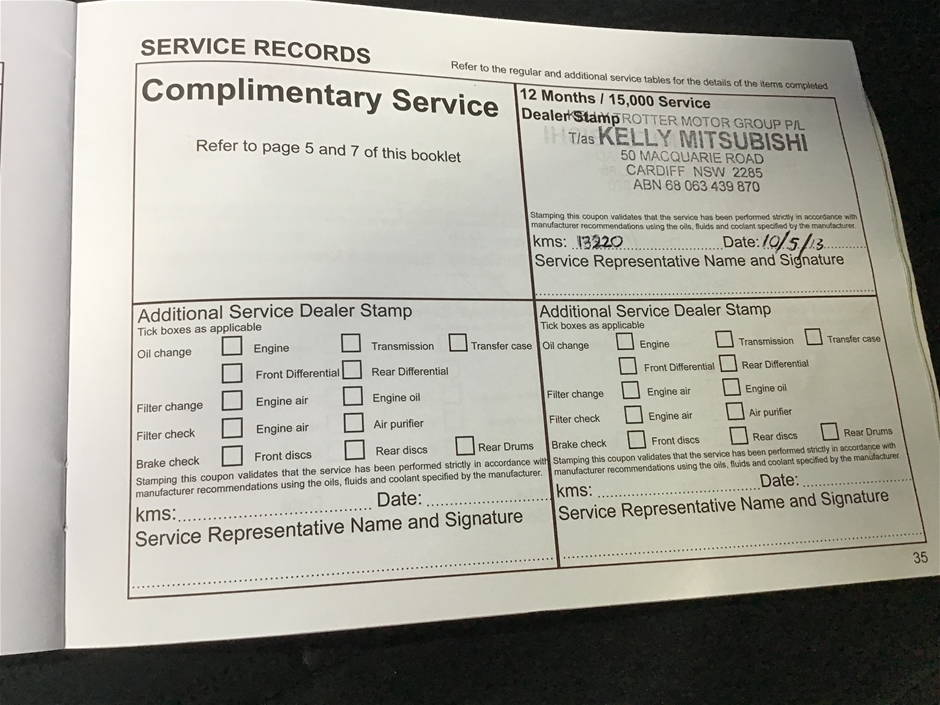 SERVICE RECORDS
Refer to the regular and additional service tables for the details of the items completed
Complimentary Service
Refer to page 5 and 7 of this booklet
12 Months / 15,000 Service
Dealer Stamp
TROTTER MOTOR GROUP P/L
T/as KELLY MITSUBISHI
50 MACQUARIE ROAD
CARDIFF NSW 2285
ABN 68 063 439 870
Stamping this coupon validates that the service has been performed strictly in accordance with
manufacturer recommendations using the oils, fluids and coolant specified by the manufacturer.
kms: 13220 Date: 10/5/13
Service Representative Name and Signature
Additional Service Dealer Stamp
Tick boxes as applicable
Oil change Engine Transmission Transfer case
Front Differential Rear Differential
Filter change Engine air Engine oil
Filter check Engine air Air purifier
Brake check Front discs Rear discs Rear Drums
Stamping this coupon validates that the service has been performed strictly in accordance with
manufacturer recommendations using the oils, fluids and coolant specified by the manufacturer.
kms: Date:
Service Representative Name and Signature
Additional Service Dealer Stamp
Tick boxes as applicable
Oil change Engine Transmission Transfer case
Front Differential Rear Differential
Filter change Engine air Engine oil
Filter check Engine air Air purifier
Brake check Front discs Rear discs Rear Drums
Stamping this coupon validates that the service has been performed strictly in accordance with
manufacturer recommendations using the oils, fluids and coolant specified by the manufacturer.
kms: Date:
Service Representative Name and Signature
35